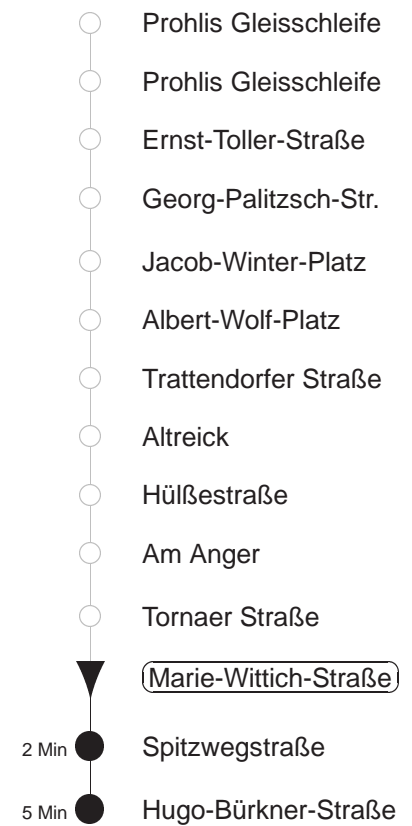 Prohlis Gleisschleife
Prohlis Gleisschleife
Ernst-Toller-Straße
Georg-Palitzsch-Str.
Jacob-Winter-Platz
Albert-Wolf-Platz
Trattendorfer Straße
Altreick
Hülßestraße
Am Anger
Tornaer Straße
Marie-Wittich-Straße
2 Min Spitzwegstraße
5 Min Hugo-Bürkner-Straße